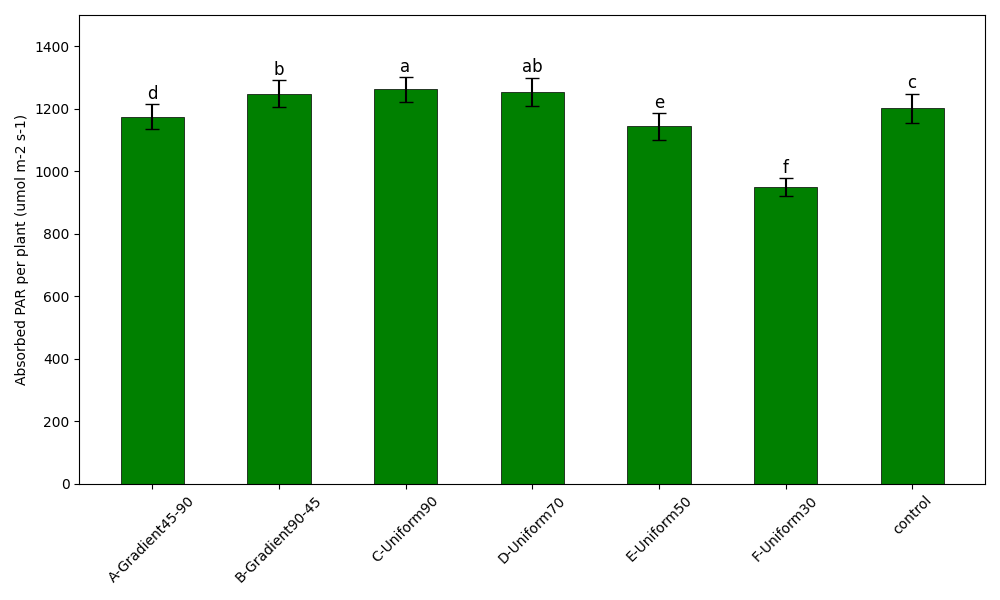 Absorbed PAR per plant (umol m-2 s-1)
1400
1200
1000
800
600
400
200
0
d
b
a
ab
e
f
c
A-Gradient45-90
B-Gradient90-45
C-Uniform90
D-Uniform70
E-Uniform50
F-Uniform30
control